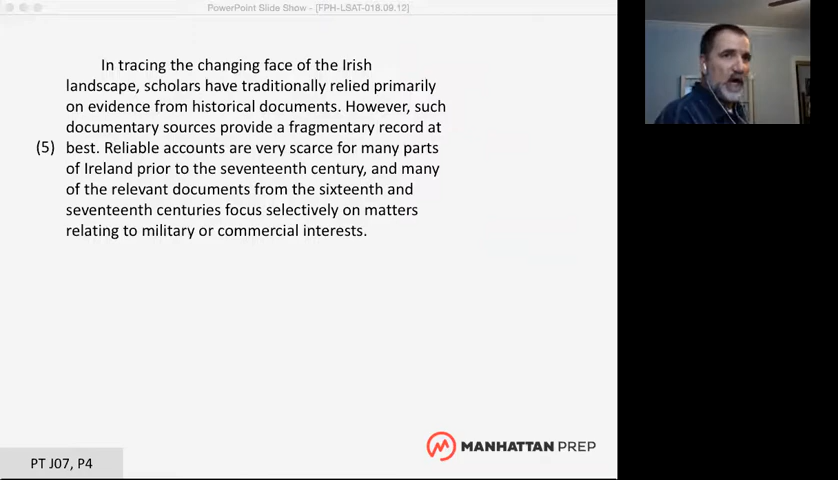 PowerPoint Slide Show - [FPH-LSAT-018.09.12]
In tracing the changing face of the Irish
landscape, scholars have traditionally relied primarily
on evidence from historical documents. However, such
documentary sources provide a fragmentary record at
(5) best. Reliable accounts are very scarce for many parts
of Ireland prior to the seventeenth century, and many
of the relevant documents from the sixteenth and
seventeenth centuries focus selectively on matters
relating to military or commercial interests.
MANHATTAN PREP
PT J07, P4